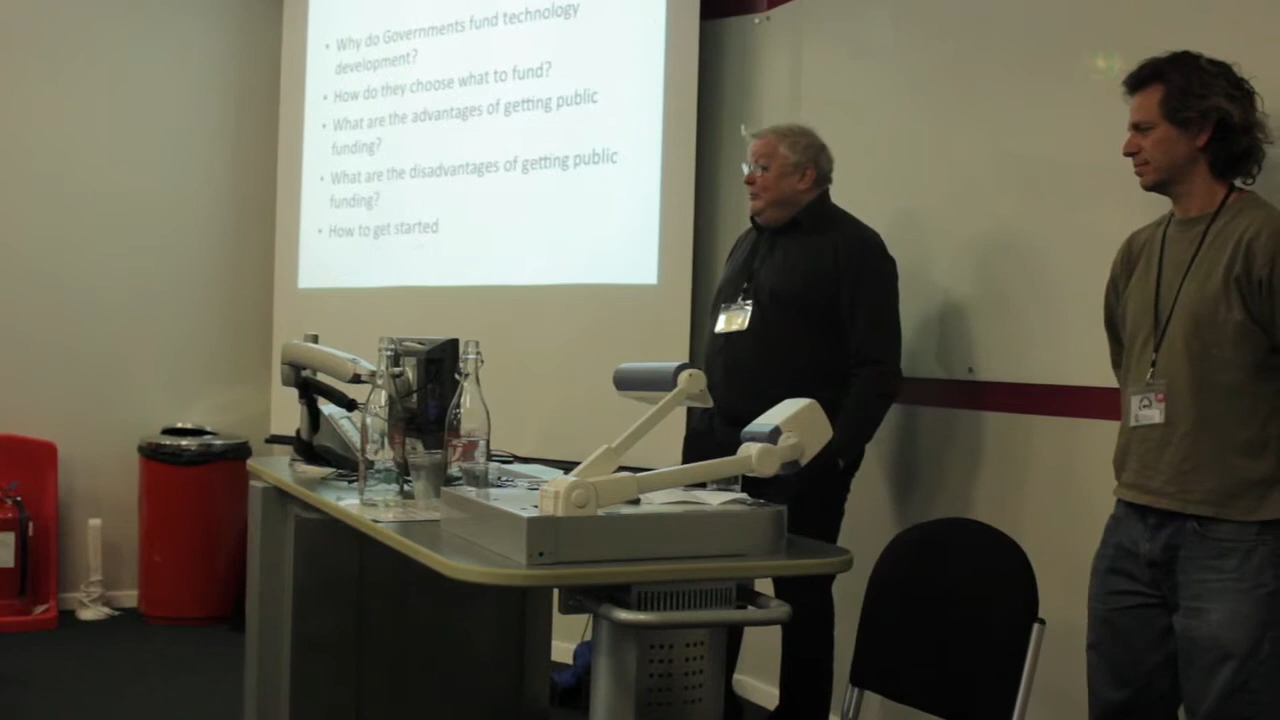 • Why do Governments fund technology
development?
• How do they choose what to fund?
• What are the advantages of getting public
funding?
• What are the disadvantages of getting public
funding?
• How to get started